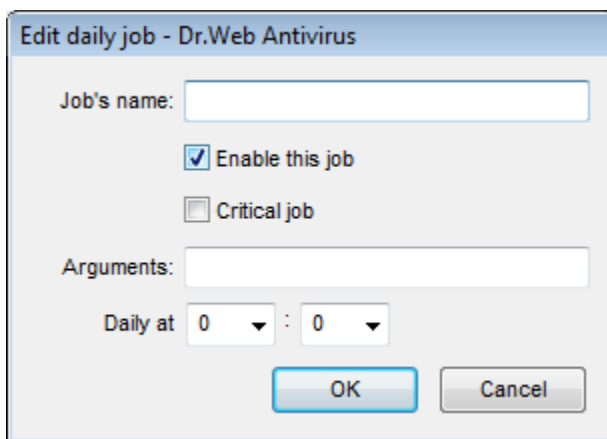 Edit daily job - Dr.Web Antivirus
Job's name:
Enable this job
Critical job
Arguments:
Daily at 0 : 0
OK Cancel